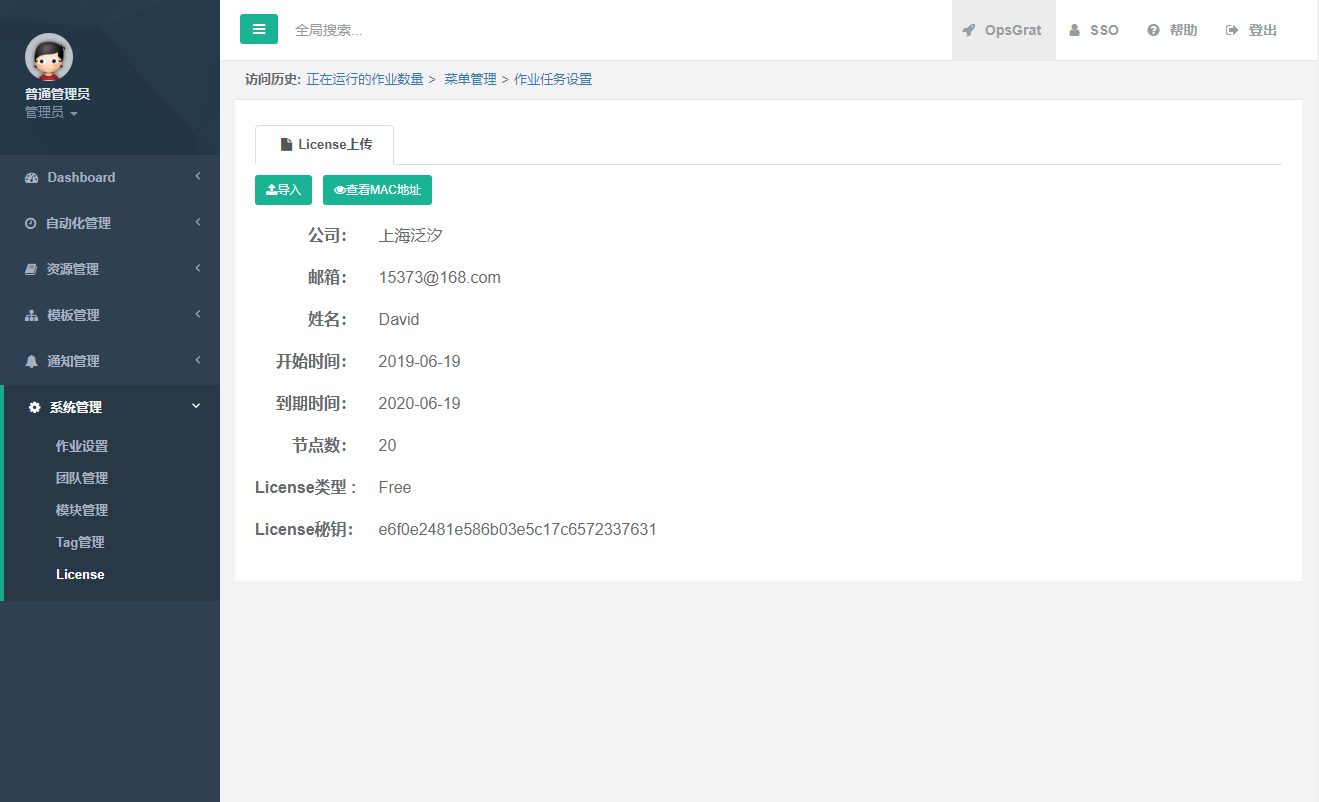 普通管理员
管理员
Dashboard
自动化管理
资源管理
模板管理
通知管理
系统管理
作业设置
团队管理
模块管理
Tag管理
License
全局搜索...
OpsGrat SSO 帮助 登出
访问历史: 正在运行的作业数量 > 菜单管理 > 作业任务设置
License上传
导入 查看MAC地址
公司： 上海泛汐
邮箱： 15373@168.com
姓名： David
开始时间： 2019-06-19
到期时间： 2020-06-19
节点数： 20
License类型： Free
License秘钥： e6f0e2481e586b03e5c17c6572337631